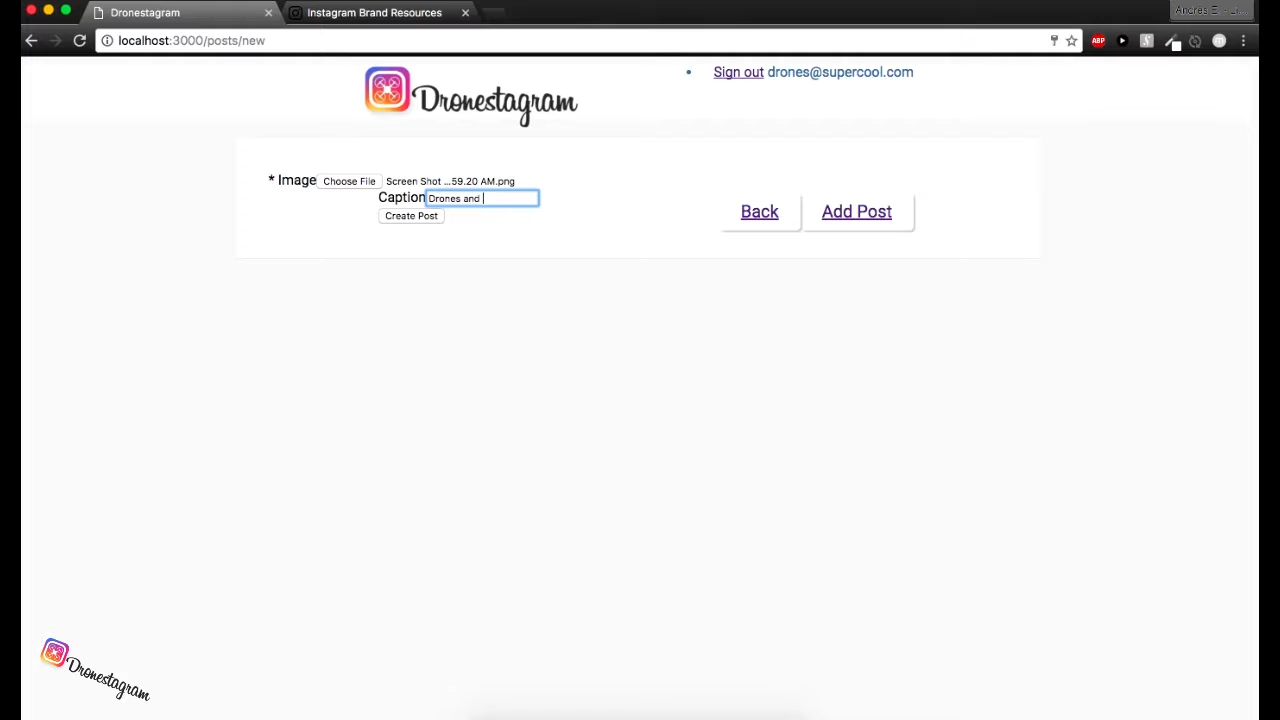 Dronestagram
Instagram Brand Resources
localhost:3000/posts/new
ABP
Dronestagram
Sign out drones@supercool.com
* Image Choose File Screen Shot ...59.20 AM.png
Caption Drones and
Create Post
Back
Add Post
Dronestagram